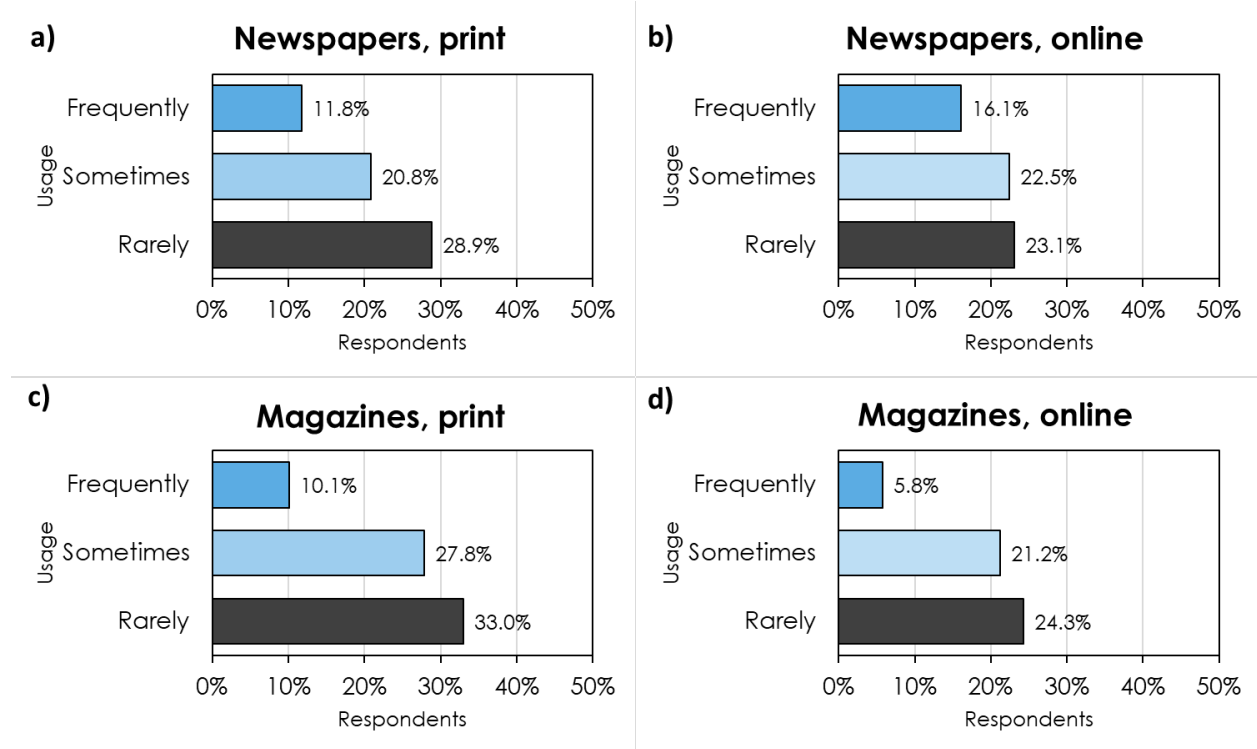 a)
Newspapers, print
Usage
Frequently
11.8%
Sometimes
20.8%
Rarely
28.9%
0% 10% 20% 30% 40% 50%
Respondents
b)
Newspapers, online
Usage
Frequently
16.1%
Sometimes
22.5%
Rarely
23.1%
0% 10% 20% 30% 40% 50%
Respondents
c)
Magazines, print
Usage
Frequently
10.1%
Sometimes
27.8%
Rarely
33.0%
0% 10% 20% 30% 40% 50%
Respondents
d)
Magazines, online
Usage
Frequently
5.8%
Sometimes
21.2%
Rarely
24.3%
0% 10% 20% 30% 40% 50%
Respondents